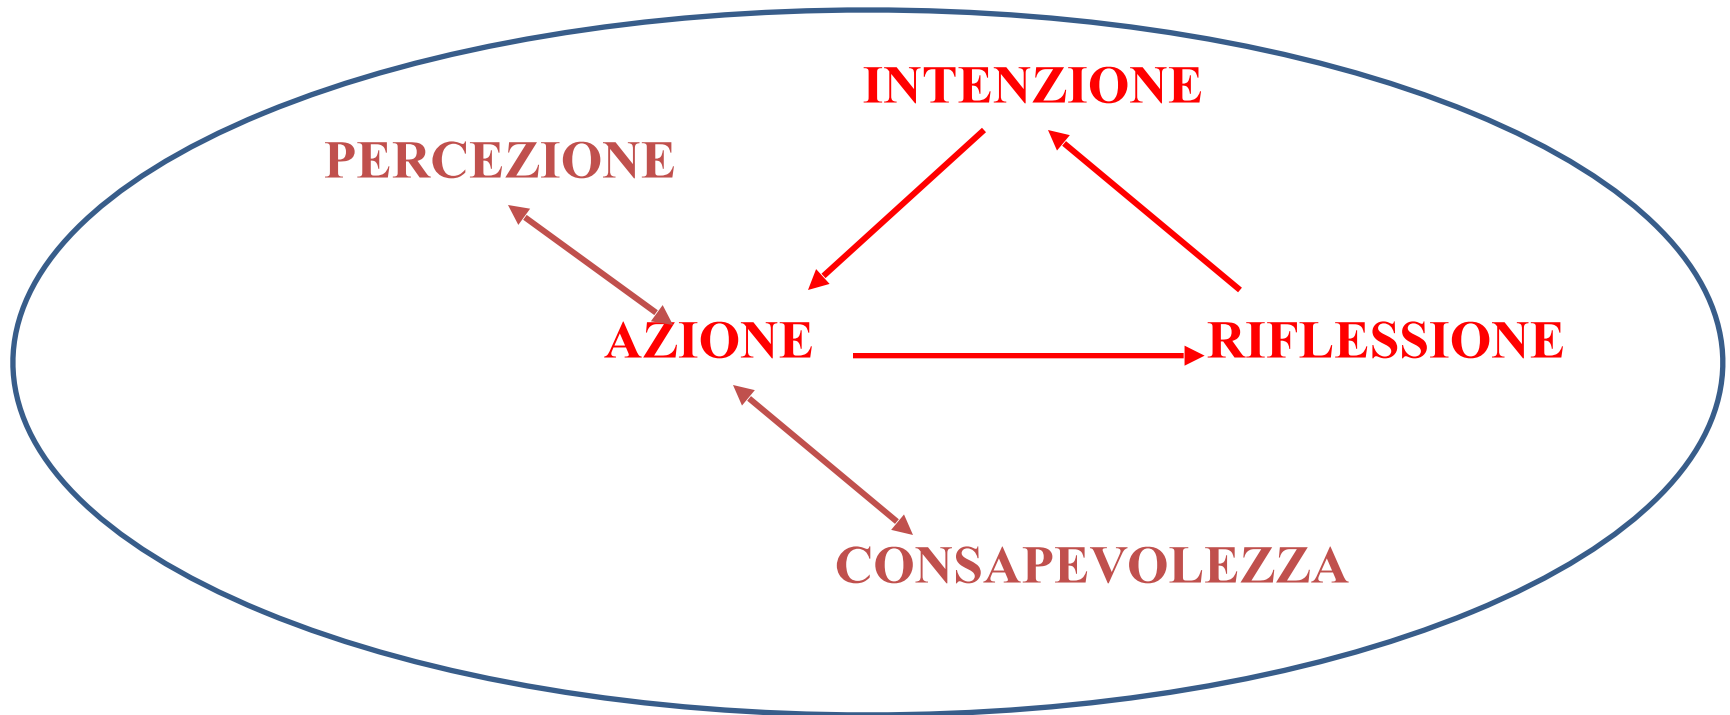 INTENZIONE
PERCEZIONE
AZIONE
RIFLESSIONE
CONSAPEVOLEZZA